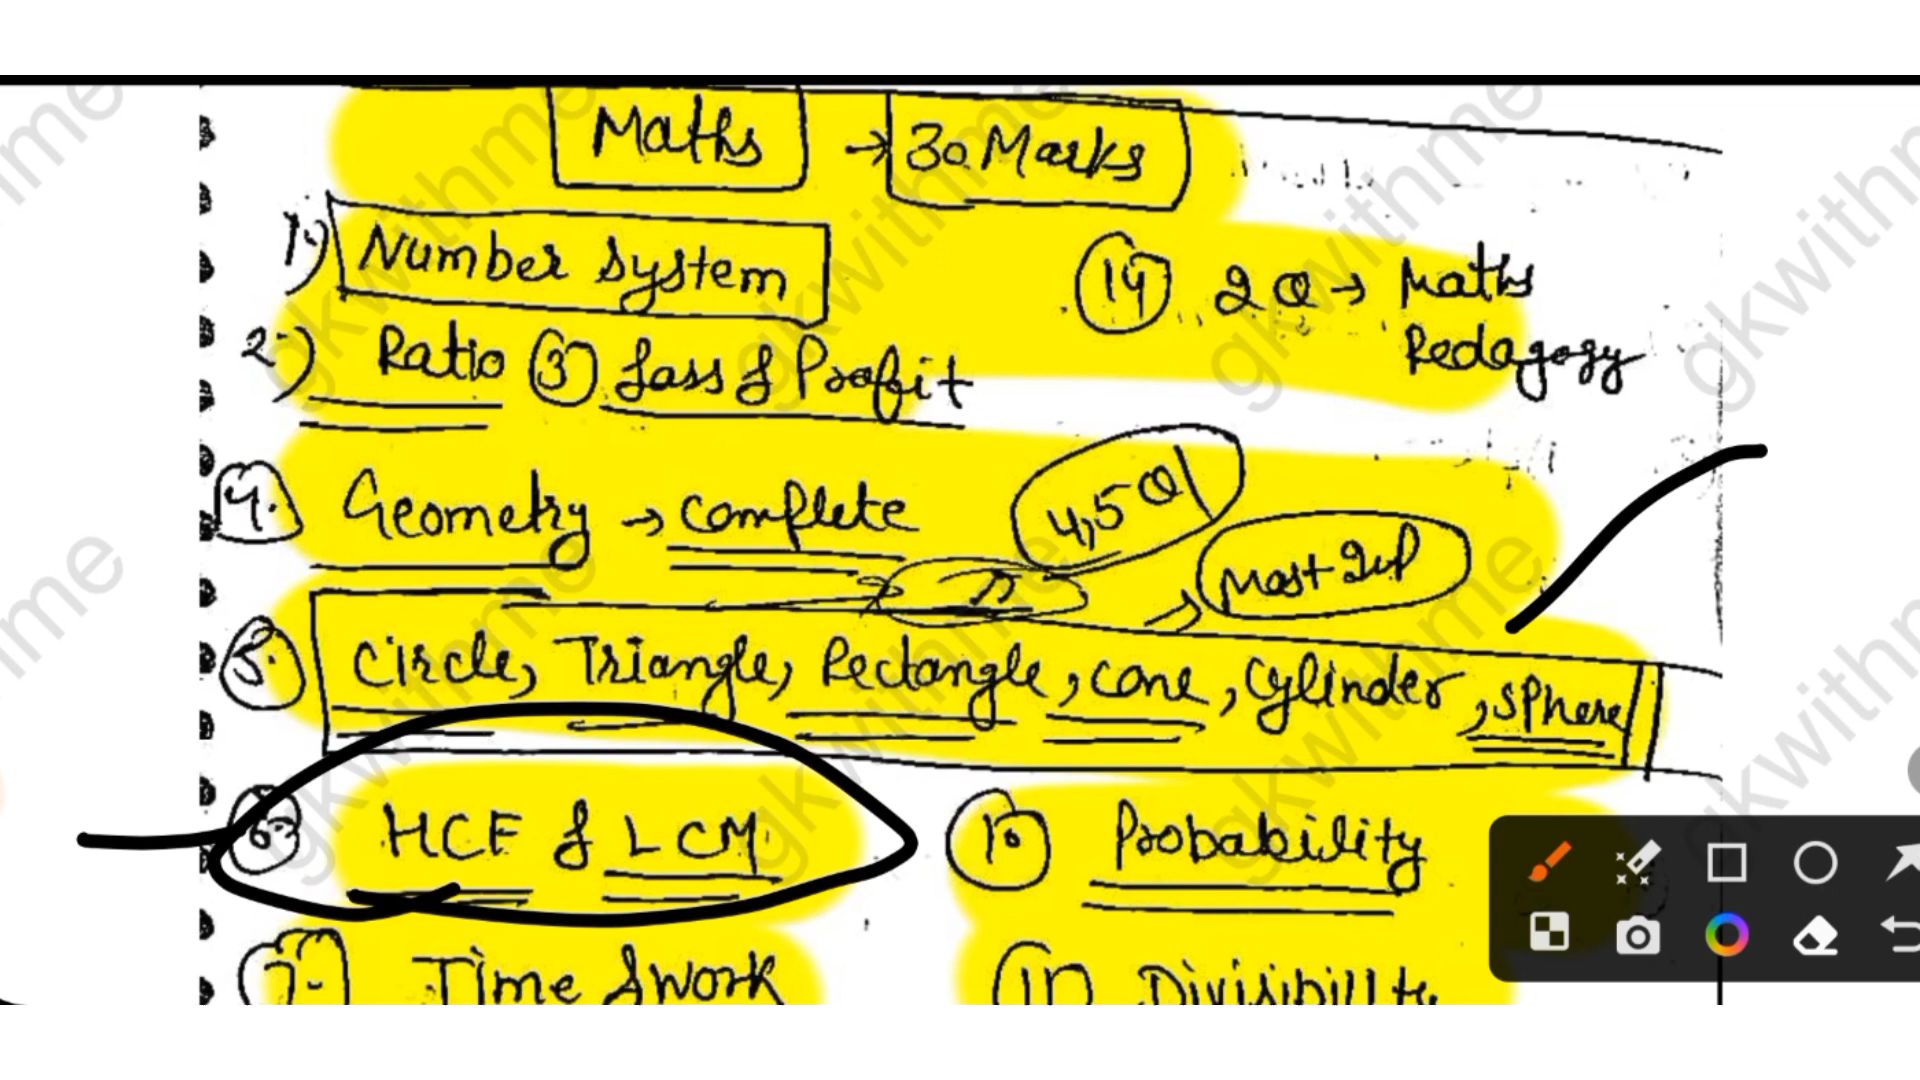 Maths → 30 Marks
1.) Number System
14 2Q → Maths Pedagogy
2.) Ratio 3 Loss & Profit
4. Geometry → complete 4,5 Q
→ Most Imp
5. Circle, Triangle, Rectangle, cone, Cylinder, Sphere
6. HCF & LCM 10 Probability
7. Time & Work 11 Divisibility
gkwithme